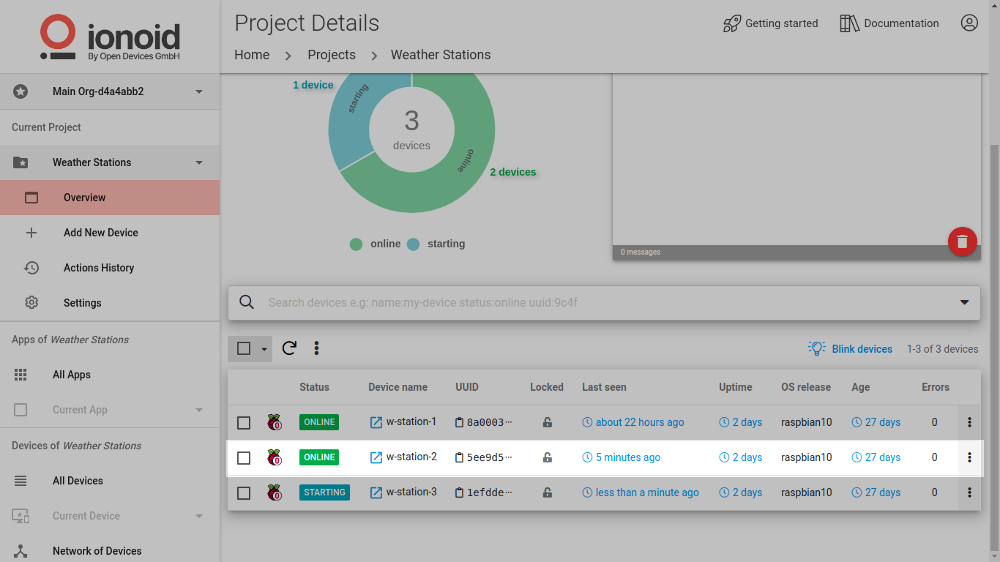 ionoid
By Open Devices GmbH
Project Details
Getting started
Documentation
Home
Projects
Weather Stations
Main Org-d4a4abb2
Current Project
Weather Stations
Overview
Add New Device
Actions History
Settings
Apps of Weather Stations
All Apps
Current App
Devices of Weather Stations
All Devices
Current Device
Network of Devices
1 device
starting
3
devices
online
2 devices
online starting
0 messages
Search devices e.g: name:my-device status:online uuid:9c4f
Blink devices 1-3 of 3 devices
Status Device name UUID Locked Last seen Uptime OS release Age Errors
ONLINE w-station-1 8a0003··· about 22 hours ago 2 days raspbian10 27 days 0
ONLINE w-station-2 5ee9d5··· 5 minutes ago 2 days raspbian10 27 days 0
STARTING w-station-3 1efdde··· less than a minute ago 2 days raspbian10 27 days 0